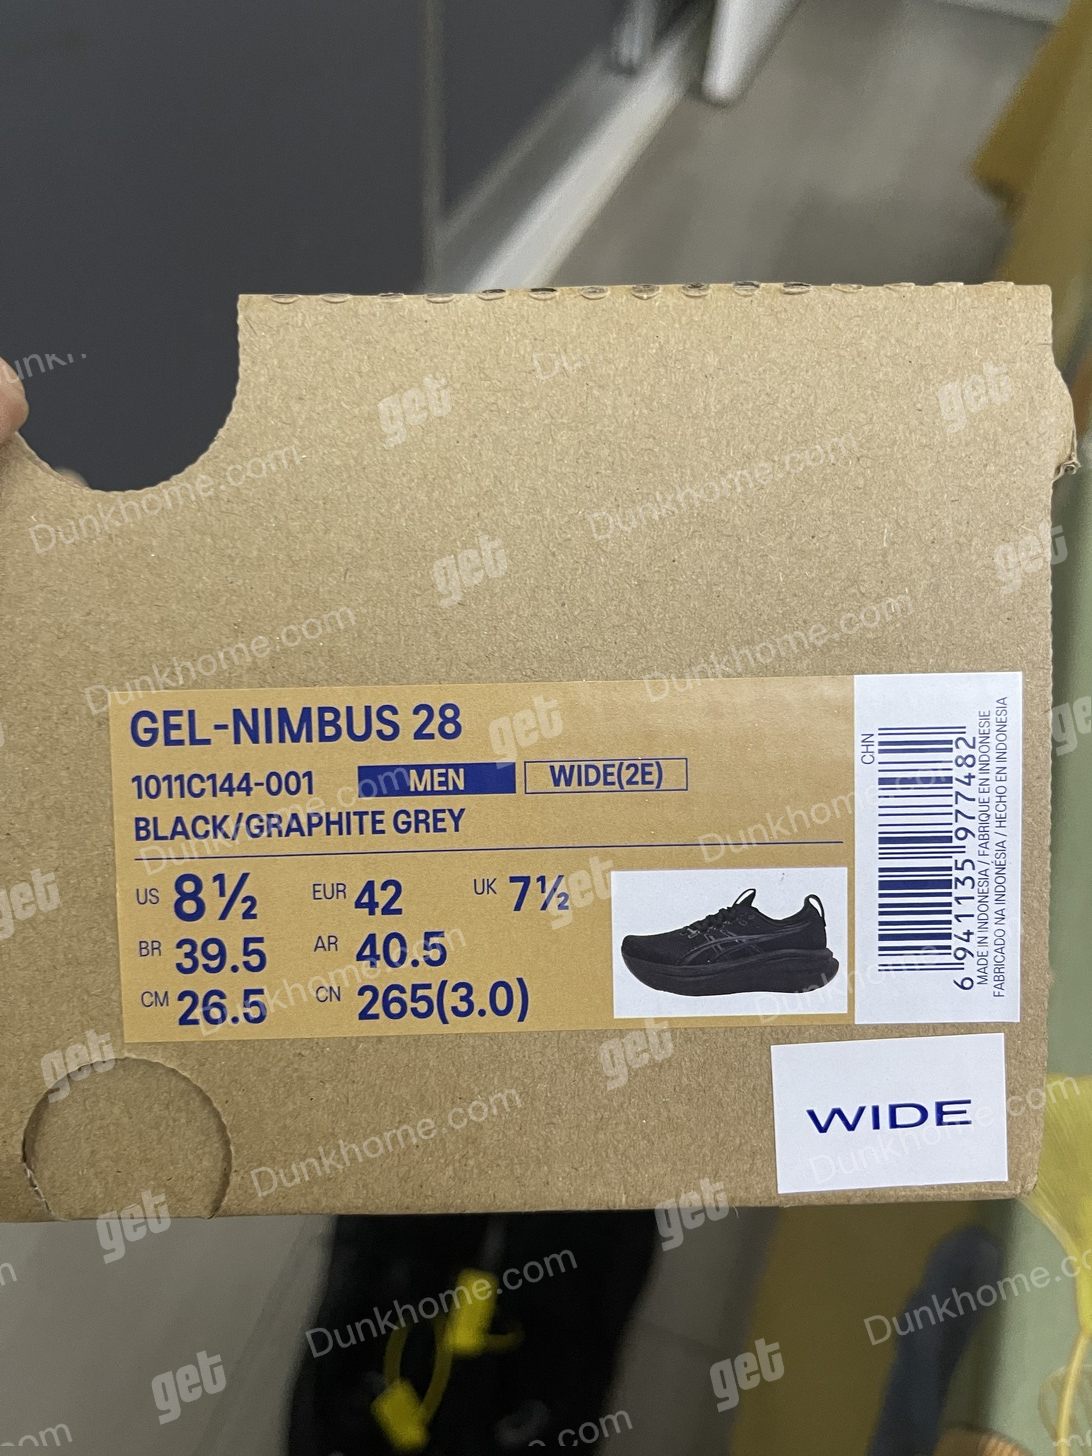 GEL-NIMBUS 28
1011C144-001 MEN WIDE(2E)
BLACK/GRAPHITE GREY
US 8½ EUR 42 UK 7½
BR 39.5 AR 40.5
CM 26.5 CN 265(3.0)
CHN
6 941135 977482
MADE IN INDONESIA / FABRIQUE EN INDONESIE
FABRICADO NA INDONÉSIA / HECHO EN INDONESIA
WIDE
get
Dunkhome.com